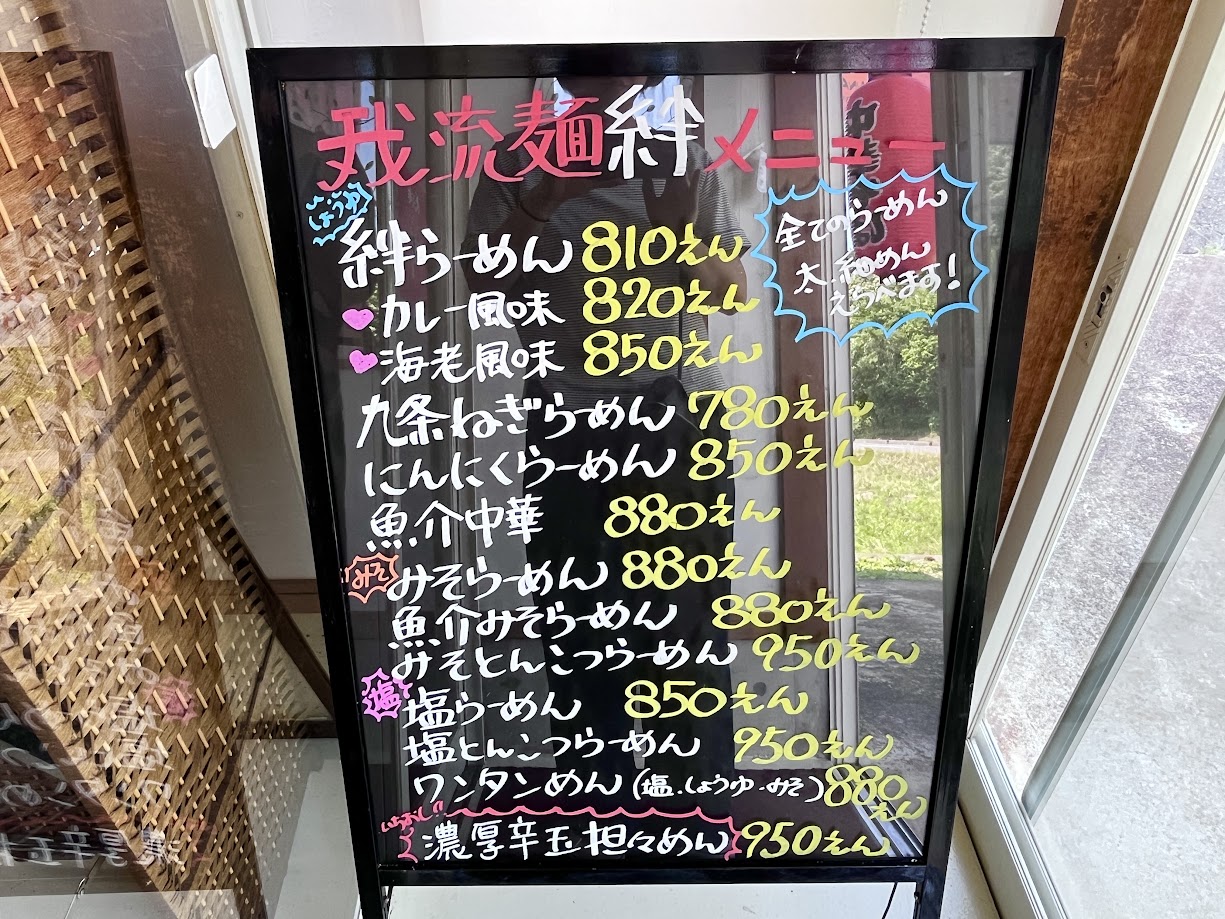 我流麺絆メニュー
全てのらーめん
太.細めん
えらべます!
しょうゆ
絆らーめん 810えん
カレー風味 820えん
海老風味 850えん
九条ねぎらーめん 780えん
にんにくらーめん 850えん
魚介中華 880えん
みそ
みそらーめん 880えん
魚介みそらーめん 880えん
みそとんこつらーめん 950えん
塩
塩らーめん 850えん
塩とんこつらーめん 950えん
ワンタンめん(塩.しょうゆ.みそ) 880えん
いちおし!!
濃厚辛玉担々めん 950えん